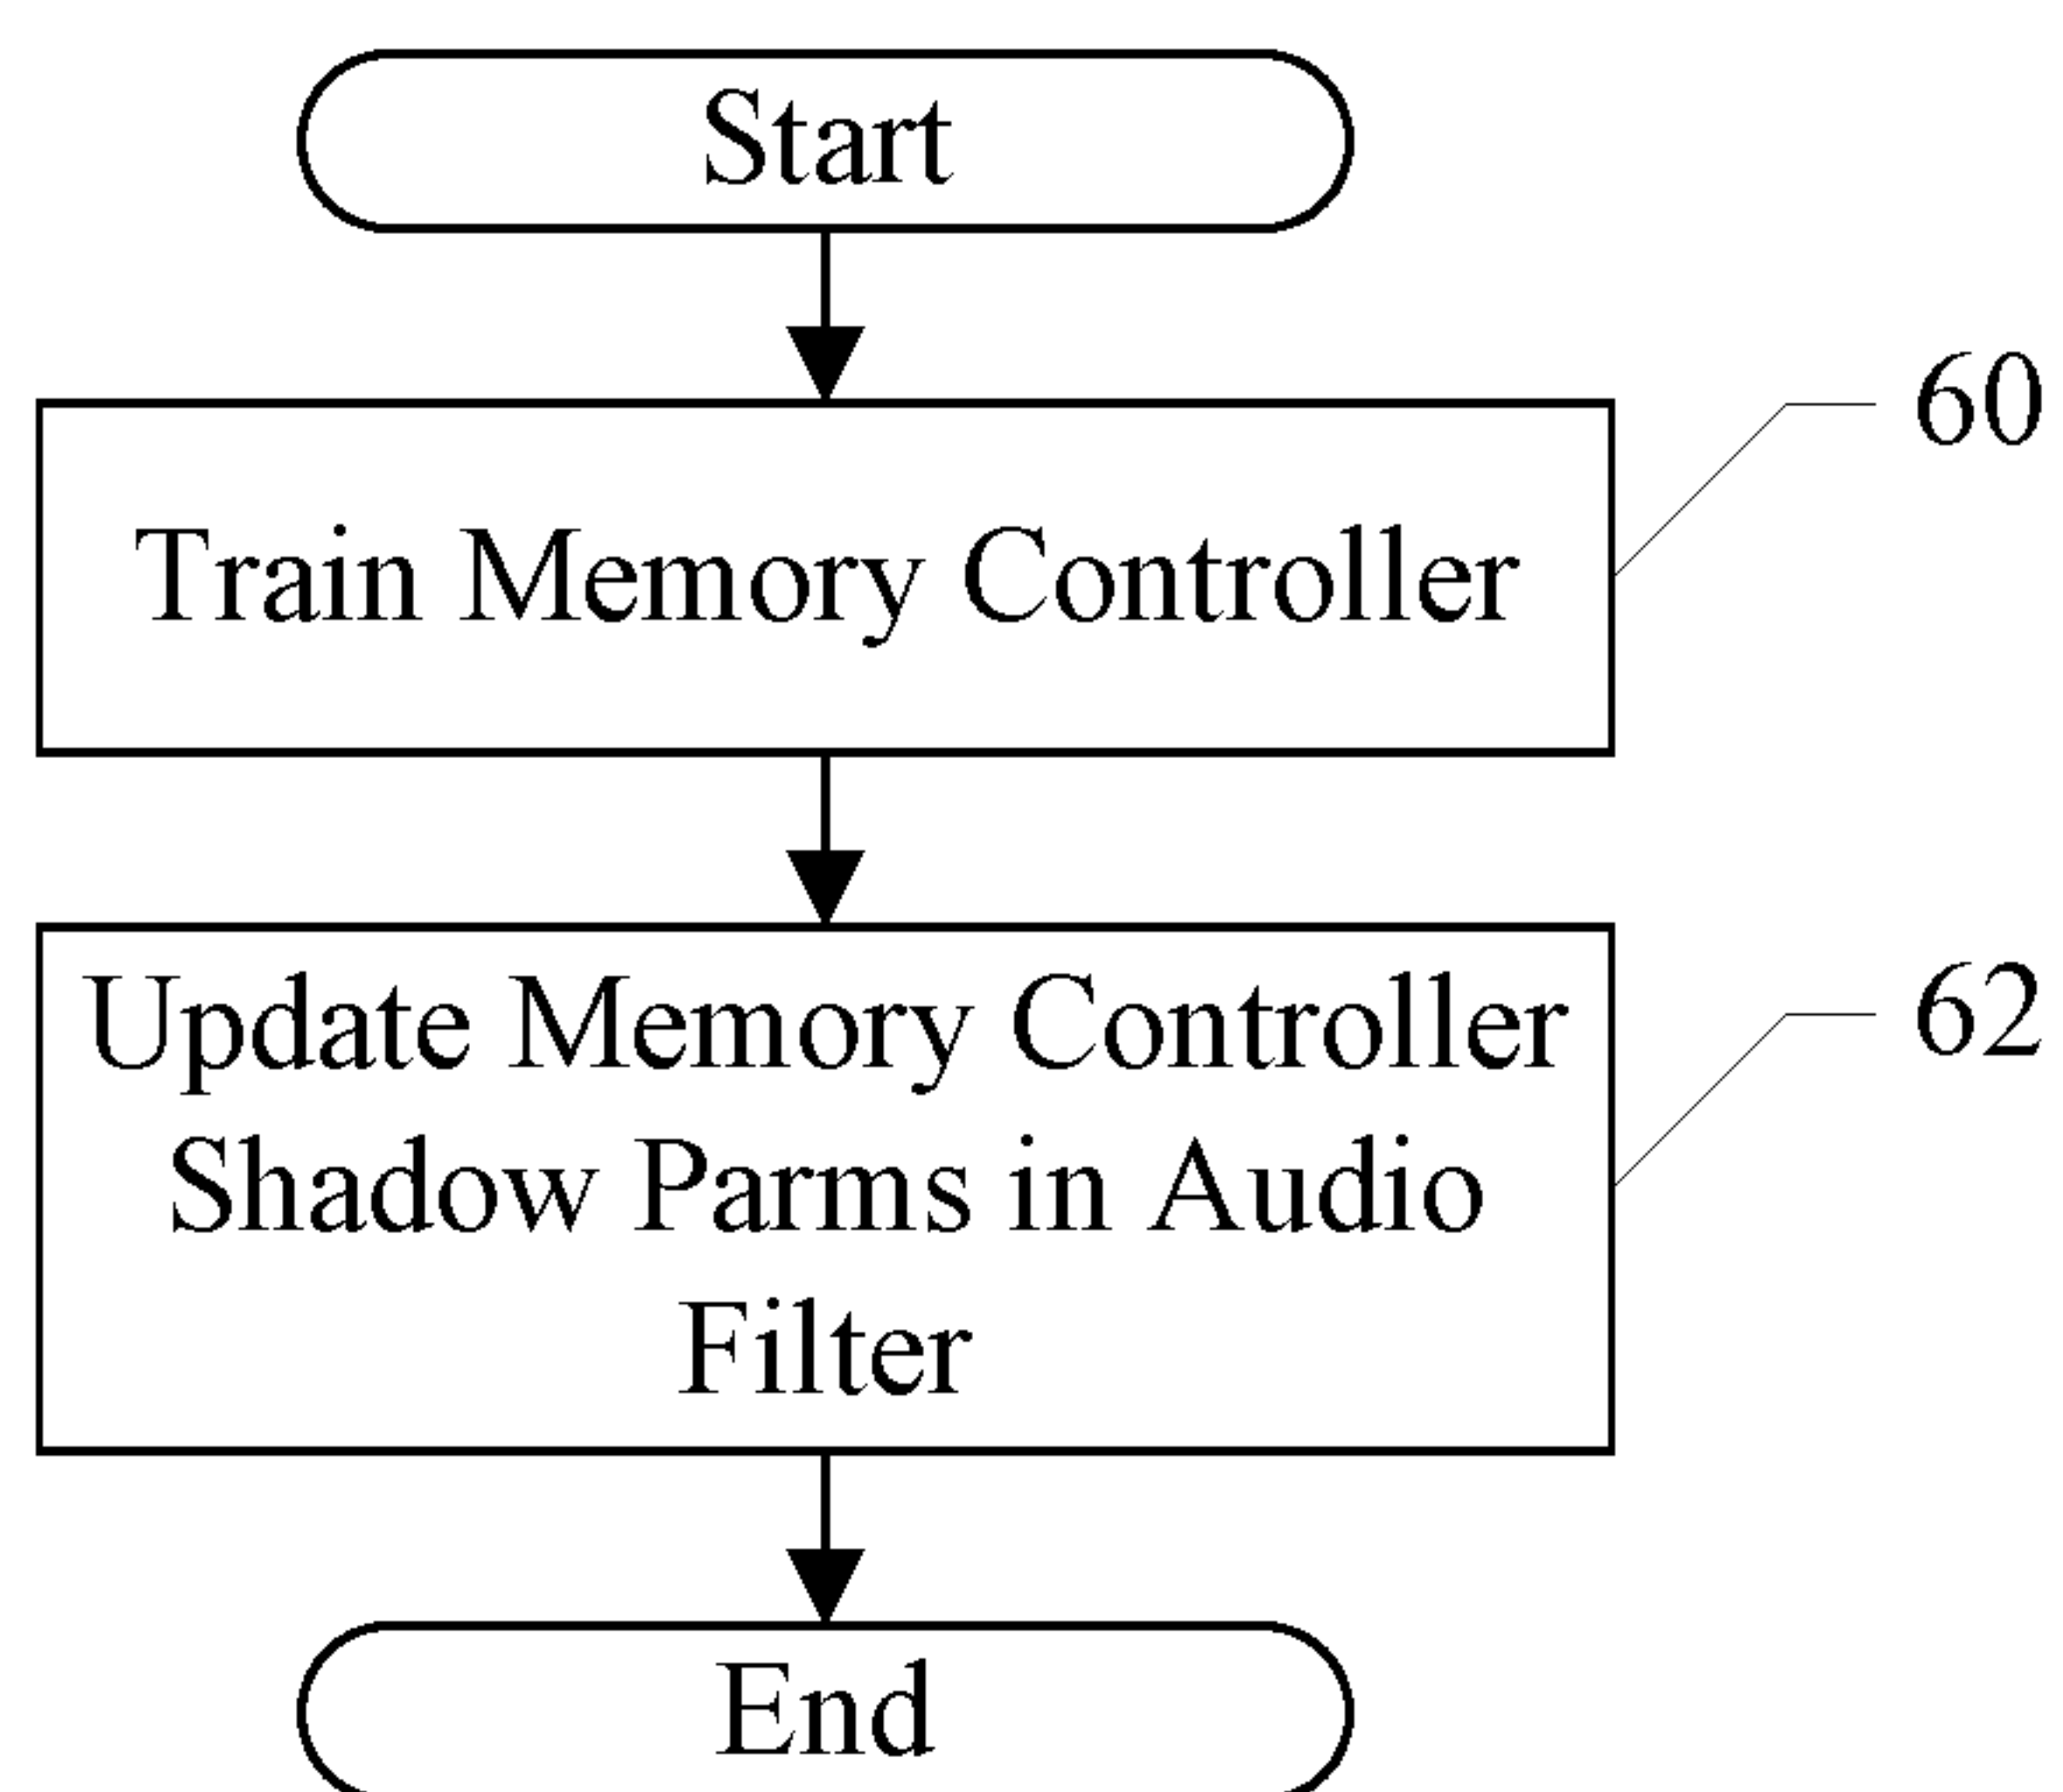 Start
60
Train Memory Controller
62
Update Memory Controller
Shadow Parms in Audio
Filter
End